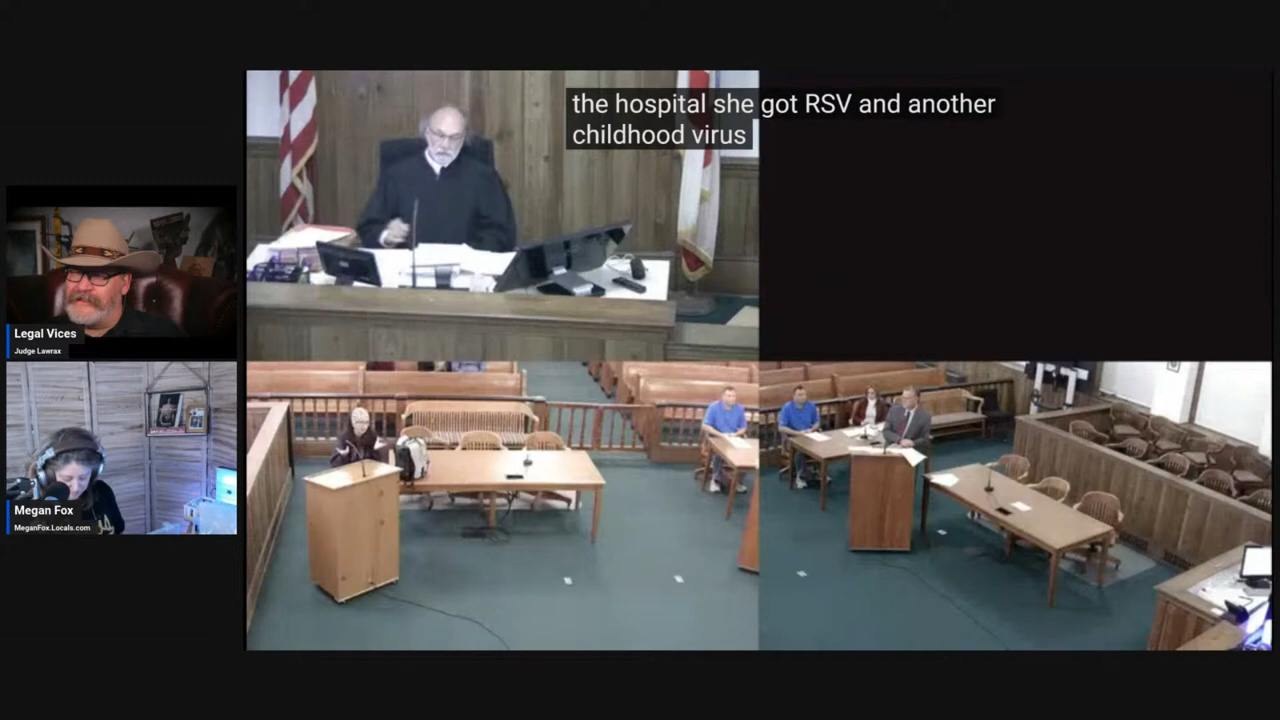 the hospital she got RSV and another
childhood virus
Legal Vices
Judge Lawrax
Megan Fox
MeganFox.Locals.com